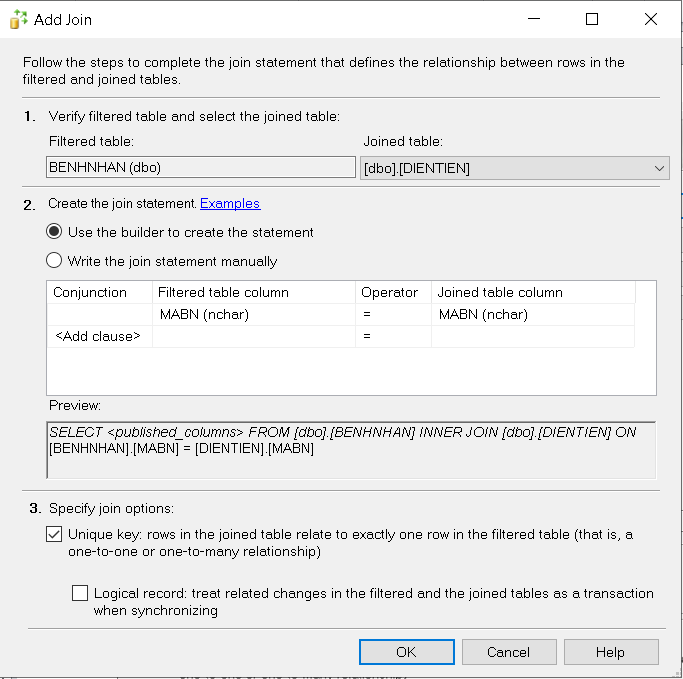 Add Join
Follow the steps to complete the join statement that defines the relationship between rows in the
filtered and joined tables.
1. Verify filtered table and select the joined table:
Filtered table:
Joined table:
BENHNHAN (dbo)
[dbo].[DIENTIEN]
2. Create the join statement. Examples
Use the builder to create the statement
Write the join statement manually
Conjunction Filtered table column Operator Joined table column
MABN (nchar) = MABN (nchar)
<Add clause> =
Preview:
SELECT <published_columns> FROM [dbo].[BENHNHAN] INNER JOIN [dbo].[DIENTIEN] ON
[BENHNHAN].[MABN] = [DIENTIEN].[MABN]
3. Specify join options:
Unique key: rows in the joined table relate to exactly one row in the filtered table (that is, a
one-to-one or one-to-many relationship)
Logical record: treat related changes in the filtered and the joined tables as a transaction
when synchronizing
OK Cancel Help